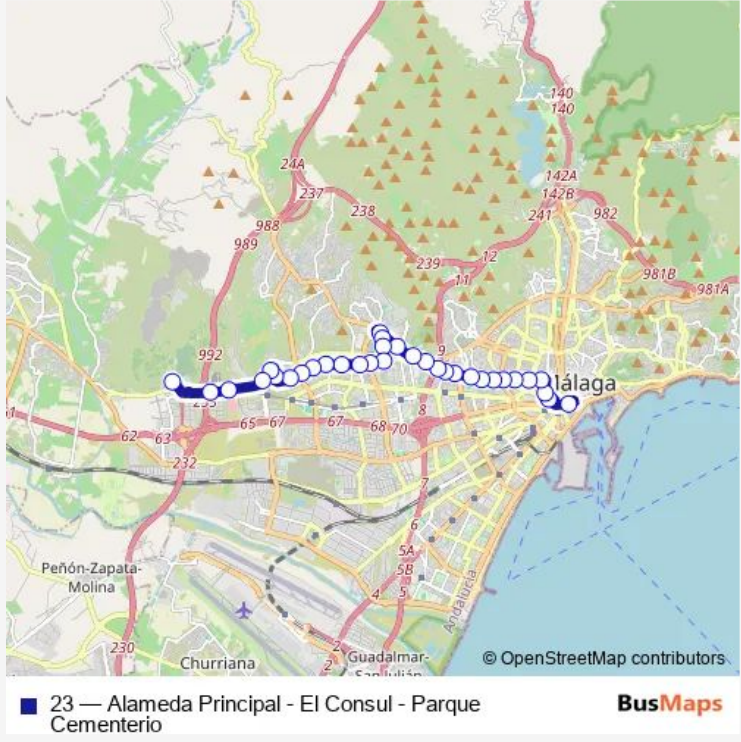 140
140
24A
142A
142B
237
238
241
982
988
989
12
239
981B
11
981A
992
9
Málaga
233
8
62
63
65
67
67
68
70
232
7
6
Peñón-Zapata-
Molina
5A
5B
5
4
Andalucía
230
2
2
Churriana
Guadalmar-
San Julián
© OpenStreetMap contributors
23 — Alameda Principal - El Consul - Parque
Cementerio
BusMaps